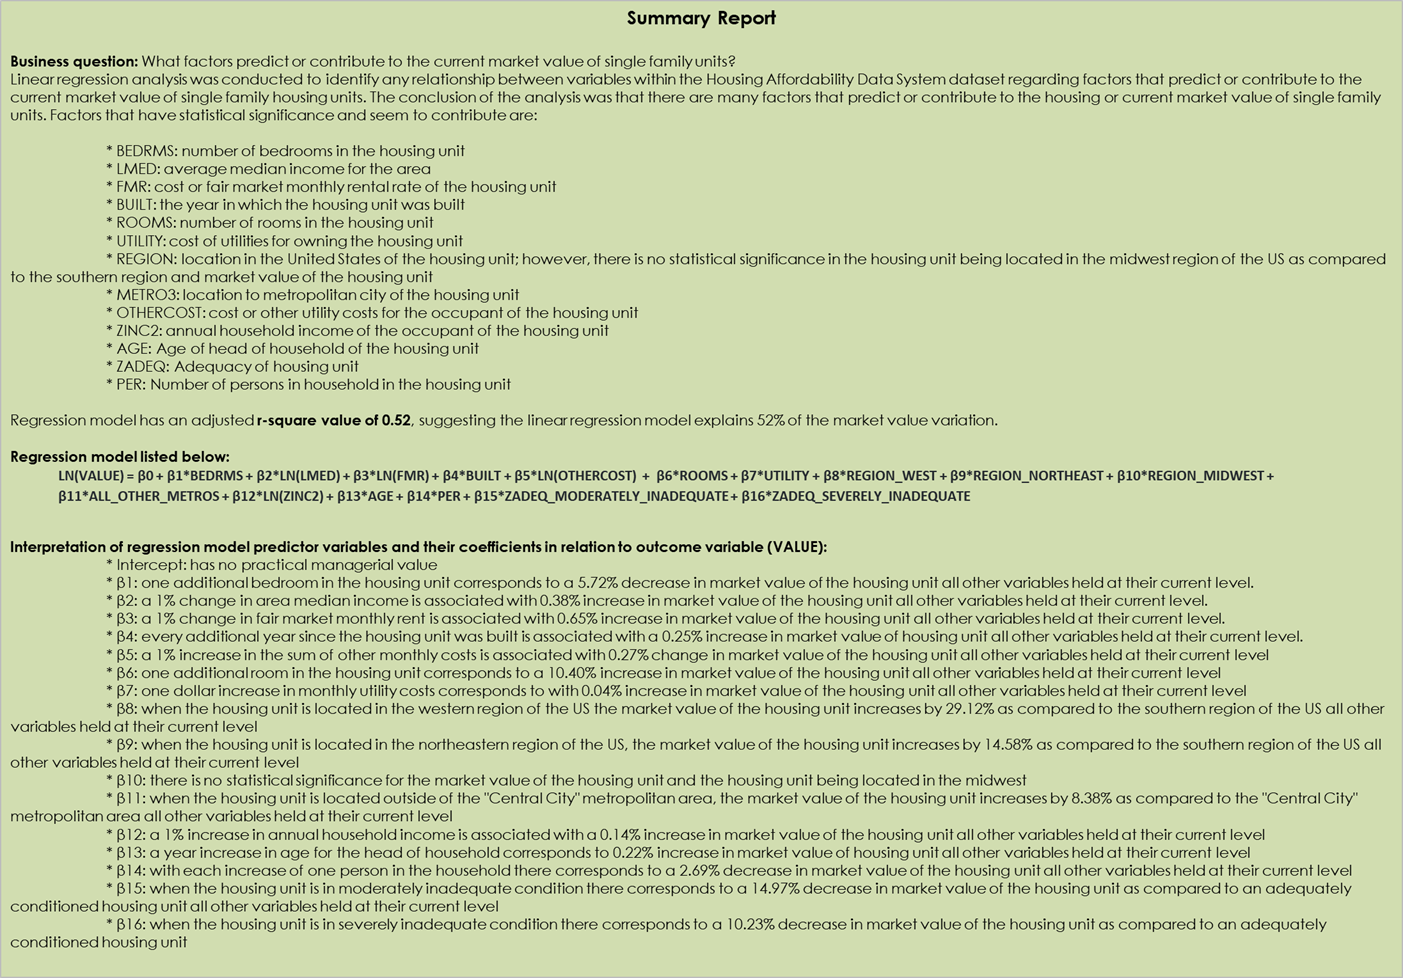 Summary Report
Business question: What factors predict or contribute to the current market value of single family units?
Linear regression analysis was conducted to identify any relationship between variables within the Housing Affordability Data System dataset regarding factors that predict or contribute to the
current market value of single family housing units. The conclusion of the analysis was that there are many factors that predict or contribute to the housing or current market value of single family
units. Factors that have statistical significance and seem to contribute are:
* BEDRMS: number of bedrooms in the housing unit
* LMED: average median income for the area
* FMR: cost or fair market monthly rental rate of the housing unit
* BUILT: the year in which the housing unit was built
* ROOMS: number of rooms in the housing unit
* UTILITY: cost of utilities for owning the housing unit
* REGION: location in the United States of the housing unit; however, there is no statistical significance in the housing unit being located in the midwest region of the US as compared
to the southern region and market value of the housing unit
* METRO3: location to metropolitan city of the housing unit
* OTHERCOST: cost or other utility costs for the occupant of the housing unit
* ZINC2: annual household income of the occupant of the housing unit
* AGE: Age of head of household of the housing unit
* ZADEQ: Adequacy of housing unit
* PER: Number of persons in household in the housing unit
Regression model has an adjusted r-square value of 0.52, suggesting the linear regression model explains 52% of the market value variation.
Regression model listed below:
LN(VALUE) = β0 + β1*BEDRMS + β2*LN(LMED) + β3*LN(FMR) + β4*BUILT + β5*LN(OTHERCOST) + β6*ROOMS + β7*UTILITY + β8*REGION_WEST + β9*REGION_NORTHEAST + β10*REGION_MIDWEST +
β11*ALL_OTHER_METROS + β12*LN(ZINC2) + β13*AGE + β14*PER + β15*ZADEQ_MODERATELY_INADEQUATE + β16*ZADEQ_SEVERELY_INADEQUATE
Interpretation of regression model predictor variables and their coefficients in relation to outcome variable (VALUE):
* Intercept: has no practical managerial value
* β1: one additional bedroom in the housing unit corresponds to a 5.72% decrease in market value of the housing unit all other variables held at their current level.
* β2: a 1% change in area median income is associated with 0.38% increase in market value of the housing unit all other variables held at their current level.
* β3: a 1% change in fair market monthly rent is associated with 0.65% increase in market value of the housing unit all other variables held at their current level.
* β4: every additional year since the housing unit was built is associated with a 0.25% increase in market value of housing unit all other variables held at their current level.
* β5: a 1% increase in the sum of other monthly costs is associated with 0.27% change in market value of the housing unit all other variables held at their current level
* β6: one additional room in the housing unit corresponds to a 10.40% increase in market value of the housing unit all other variables held at their current level
* β7: one dollar increase in monthly utility costs corresponds to with 0.04% increase in market value of the housing unit all other variables held at their current level
* β8: when the housing unit is located in the western region of the US the market value of the housing unit increases by 29.12% as compared to the southern region of the US all other
variables held at their current level
* β9: when the housing unit is located in the northeastern region of the US, the market value of the housing unit increases by 14.58% as compared to the southern region of the US all
other variables held at their current level
* β10: there is no statistical significance for the market value of the housing unit and the housing unit being located in the midwest
* β11: when the housing unit is located outside of the "Central City" metropolitan area, the market value of the housing unit increases by 8.38% as compared to the "Central City"
metropolitan area all other variables held at their current level
* β12: a 1% increase in annual household income is associated with a 0.14% increase in market value of the housing unit all other variables held at their current level
* β13: a year increase in age for the head of household corresponds to 0.22% increase in market value of housing unit all other variables held at their current level
* β14: with each increase of one person in the household there corresponds to a 2.69% decrease in market value of the housing unit all other variables held at their current level
* β15: when the housing unit is in moderately inadequate condition there corresponds to a 14.97% decrease in market value of the housing unit as compared to an adequately
conditioned housing unit all other variables held at their current level
* β16: when the housing unit is in severely inadequate condition there corresponds to a 10.23% decrease in market value of the housing unit as compared to an adequately
conditioned housing unit